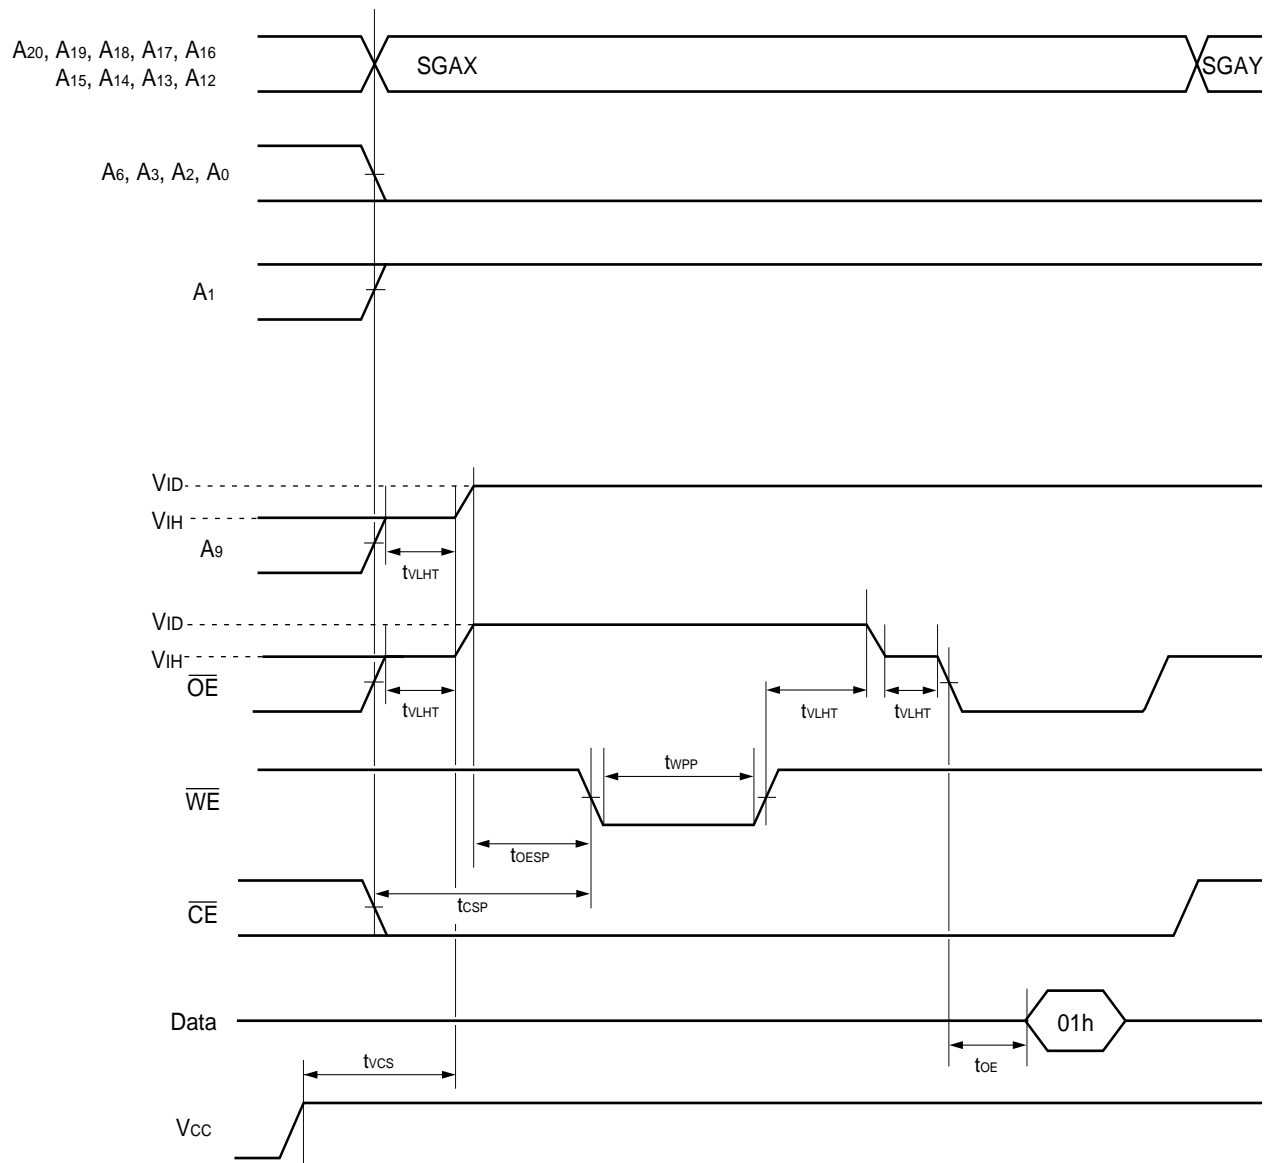 A20, A19, A18, A17, A16
A15, A14, A13, A12
SGAX
SGAY
A6, A3, A2, A0
A1
VID
VIH
A9
tVLHT
VID
VIH
OE
tVLHT
tVLHT
tVLHT
WE
tWPP
tOESP
CE
tCSP
Data
01h
tOE
tVCS
VCC